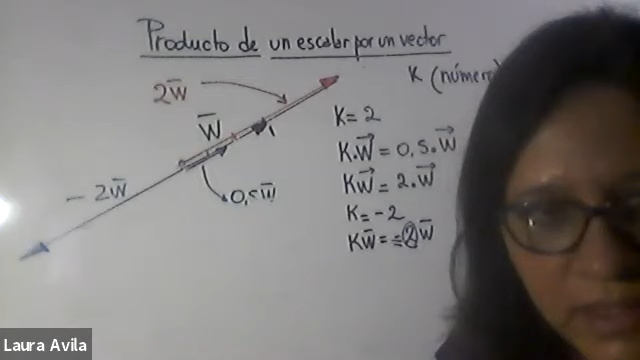 Producto de un escalar por un vector
K (número)
2w̅
w̅
0,5w̅
- 2w̅
K = 2
K.w⃗ = 0,5.w⃗
Kw⃗ = 2.w⃗
K = -2
Kw̅ = -2w̅
Laura Avila